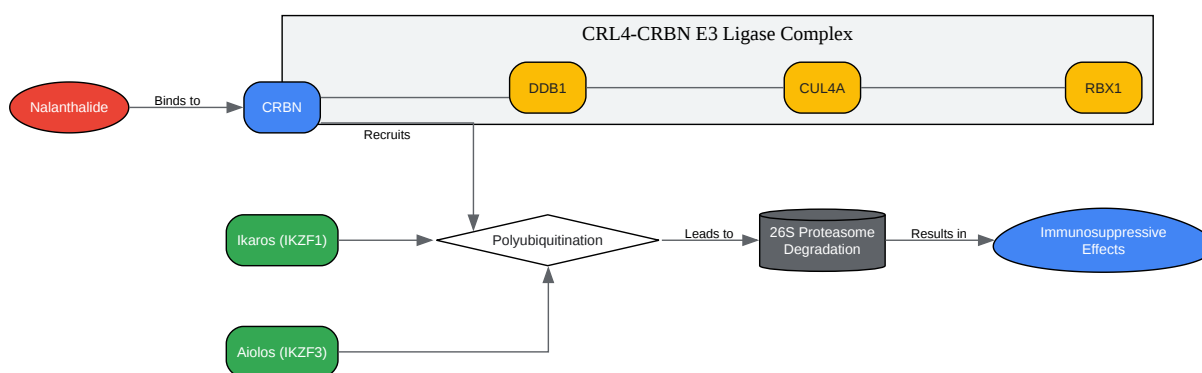 CRL4-CRBN E3 Ligase Complex
Nalanthalide
Binds to
CRBN
DDB1
CUL4A
RBX1
Recruits
Ikaros (IKZF1)
Polyubiquitination
Leads to
26S Proteasome
Degradation
Results in
Immunosuppressive
Effects
Aiolos (IKZF3)